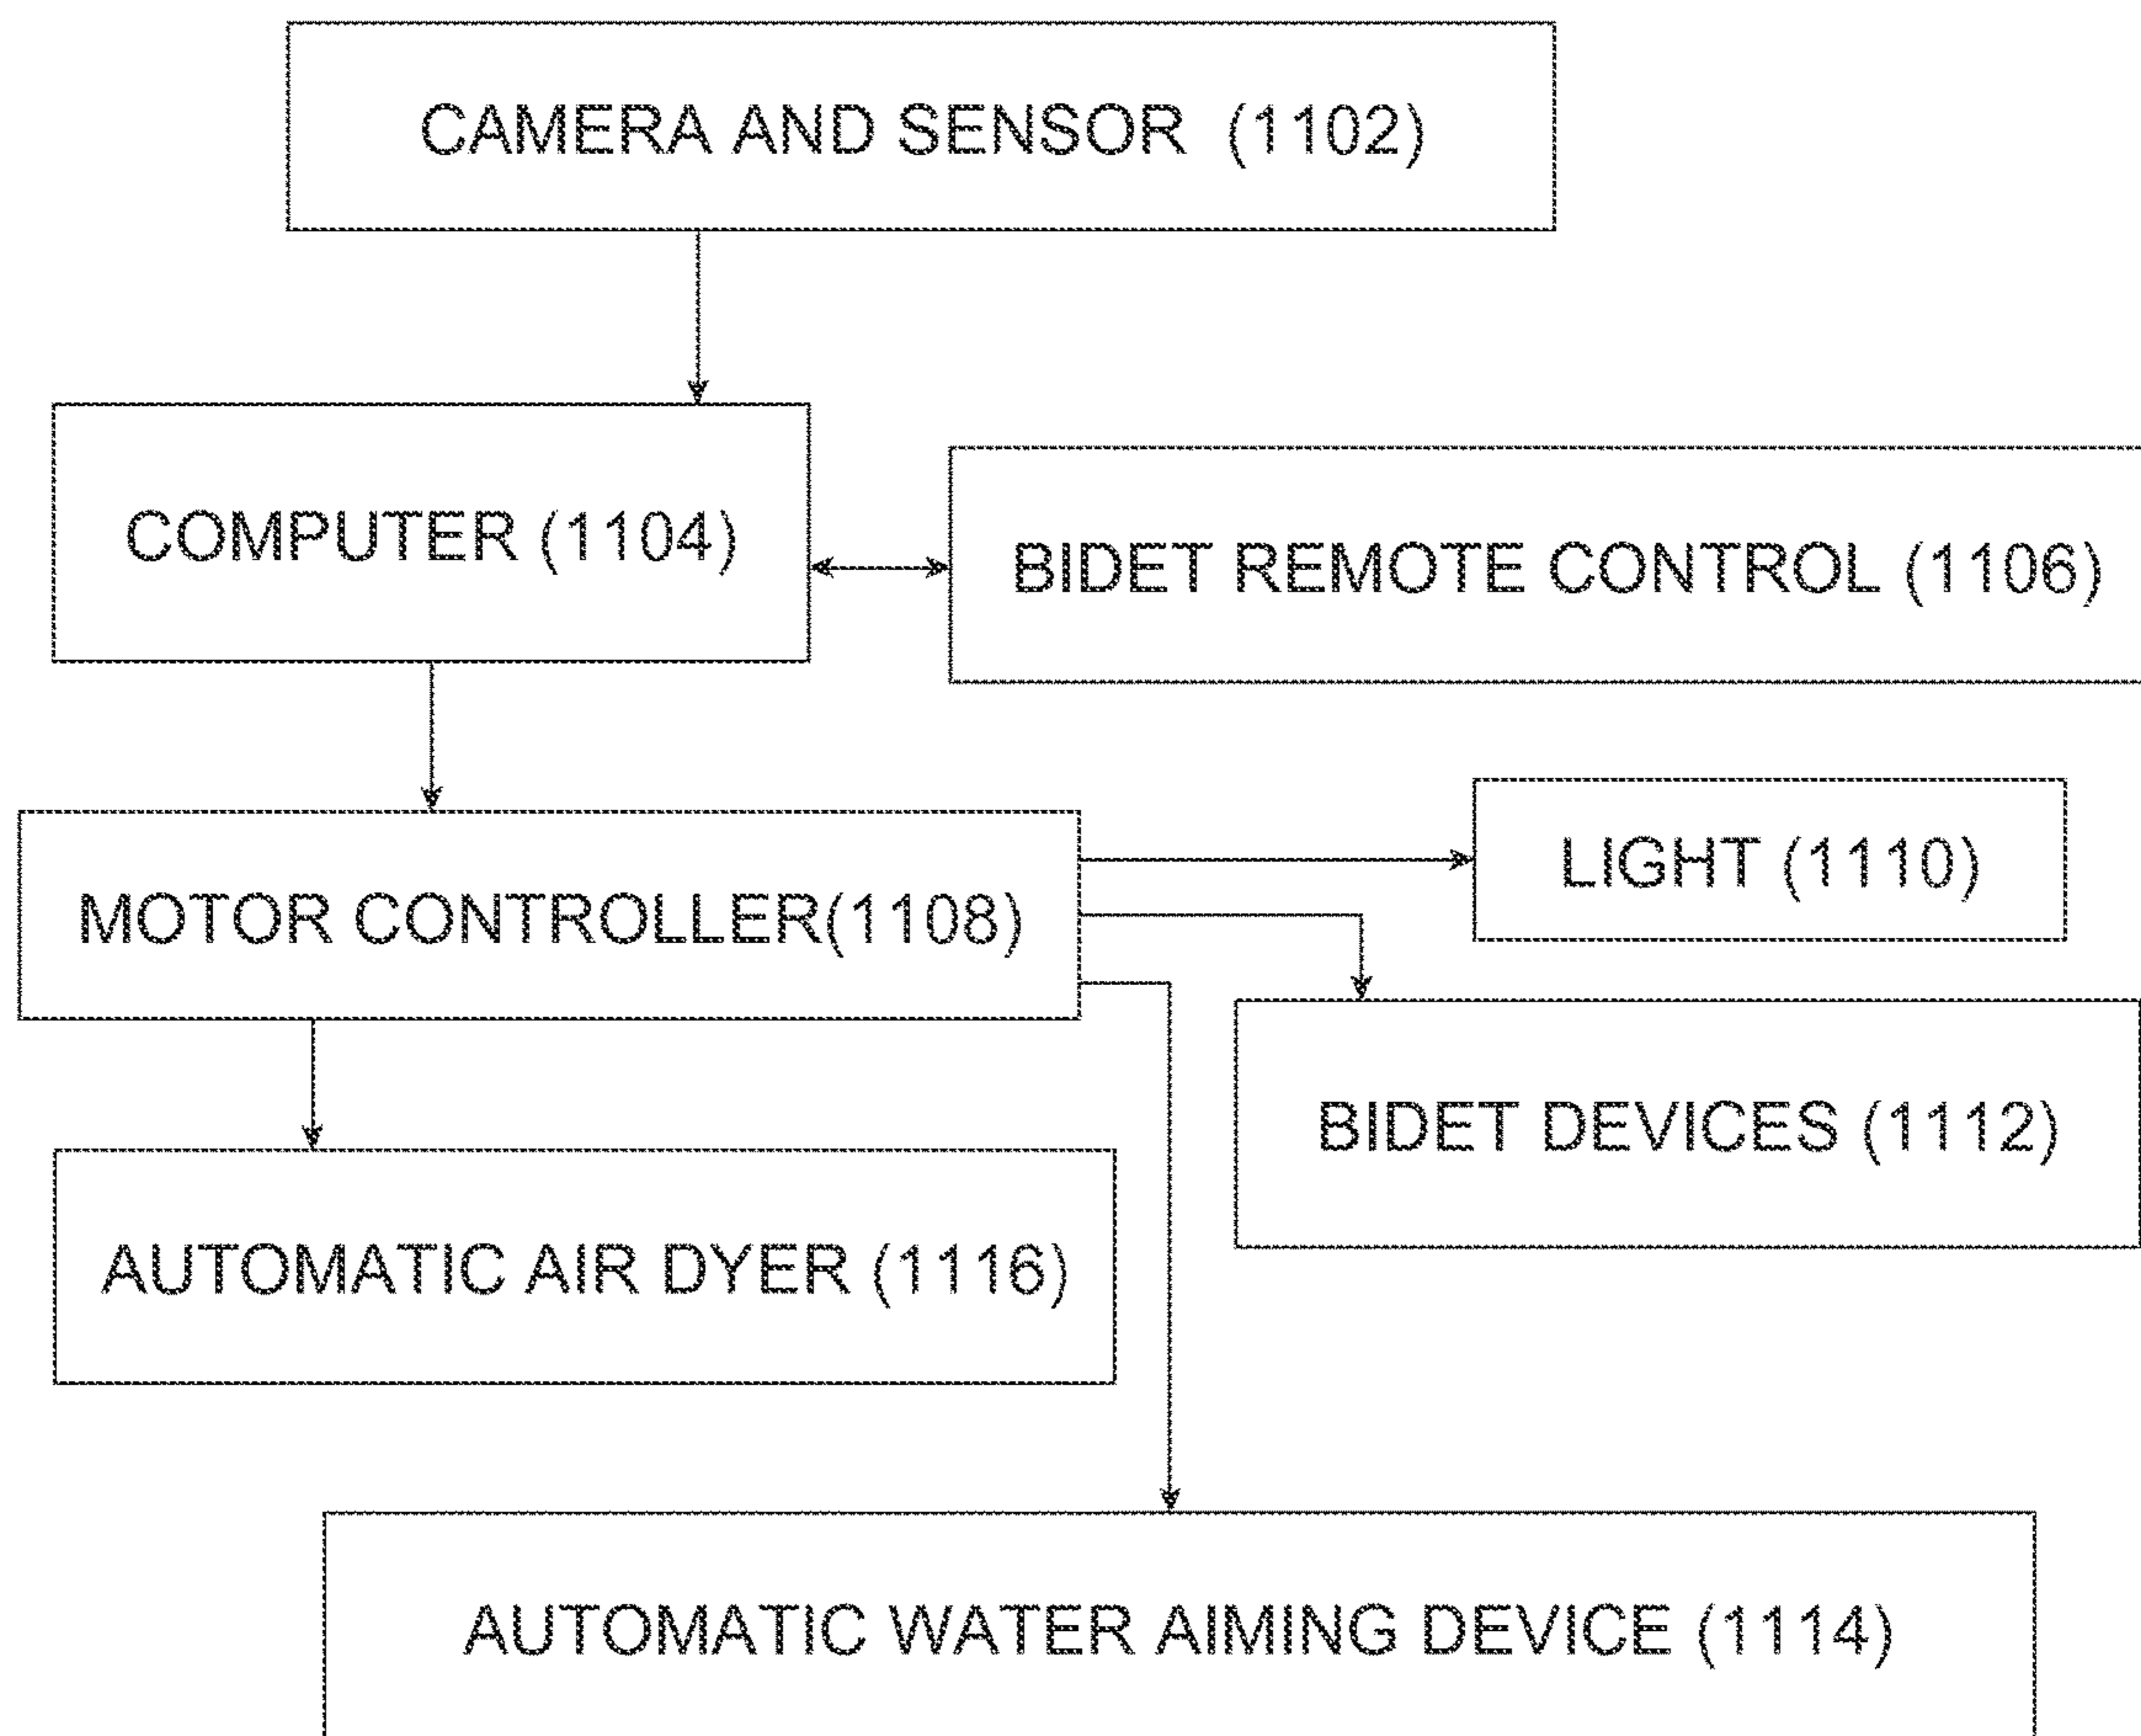 CAMERA AND SENSOR (1102)
COMPUTER (1104)
BIDET REMOTE CONTROL (1106)
MOTOR CONTROLLER(1108)
LIGHT (1110)
BIDET DEVICES (1112)
AUTOMATIC AIR DYER (1116)
AUTOMATIC WATER AIMING DEVICE (1114)